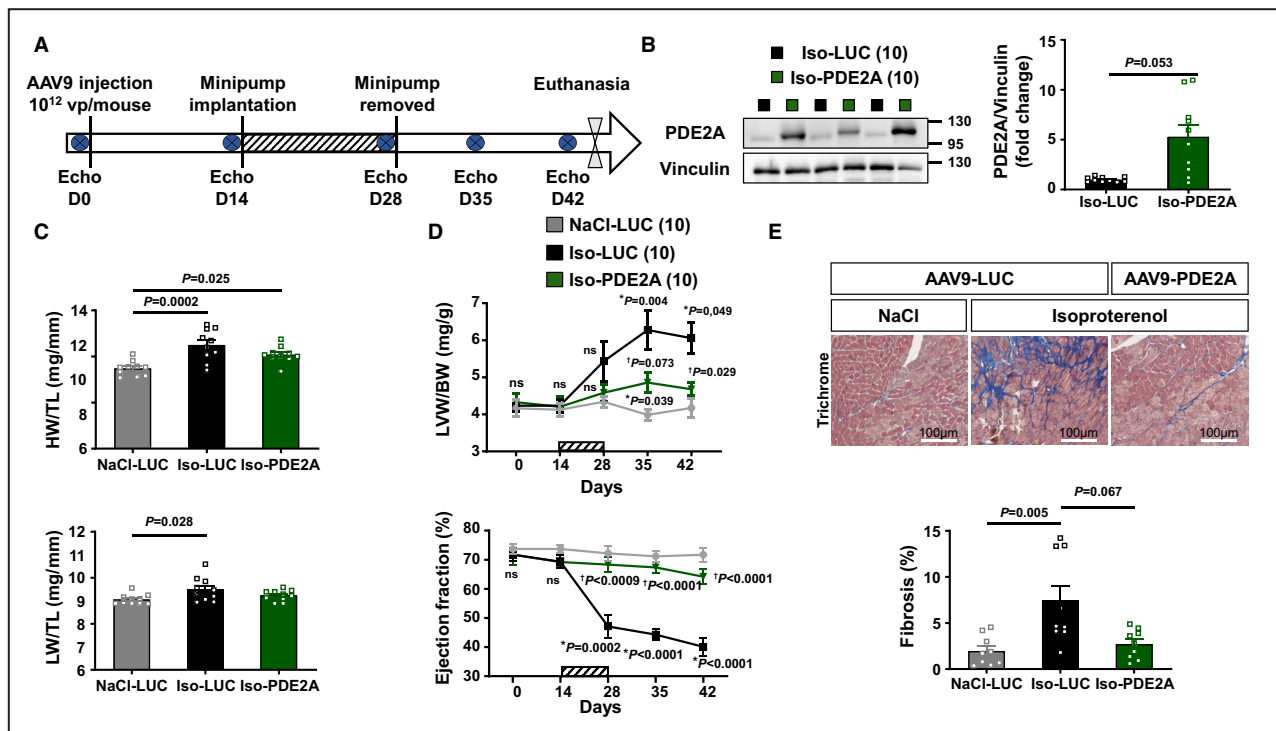 A
AAV9 injection
10¹² vp/mouse
Minipump
implantation
Minipump
removed
Euthanasia
Echo
D0
Echo
D14
Echo
D28
Echo
D35
Echo
D42
B
Iso-LUC (10)
Iso-PDE2A (10)
PDE2A
Vinculin
130
95
130
PDE2A/Vinculin
(fold change)
15
10
5
0
P=0.053
Iso-LUC
Iso-PDE2A
C
HW/TL (mg/mm)
14
12
10
8
6
P=0.025
P=0.0002
NaCl-LUC Iso-LUC Iso-PDE2A
LW/TL (mg/mm)
12
11
10
9
8
7
6
P=0.028
NaCl-LUC Iso-LUC Iso-PDE2A
D
NaCl-LUC (10)
Iso-LUC (10)
Iso-PDE2A (10)
LVW/BW (mg/g)
7
6
5
4
3
*P=0.004
*P=0,049
ns
†P=0.073
†P=0.029
ns
ns
ns
*P=0.039
0 14 28 35 42
Days
Ejection fraction (%)
80
70
60
50
40
30
ns
ns
†P<0.0009
†P<0.0001
†P<0.0001
*P=0.0002
*P<0.0001
*P<0.0001
0 14 28 35 42
Days
E
AAV9-LUC
AAV9-PDE2A
NaCl
Isoproterenol
Trichrome
100µm
100µm
100µm
Fibrosis (%)
15
10
5
0
P=0.067
P=0.005
NaCl-LUC Iso-LUC Iso-PDE2A